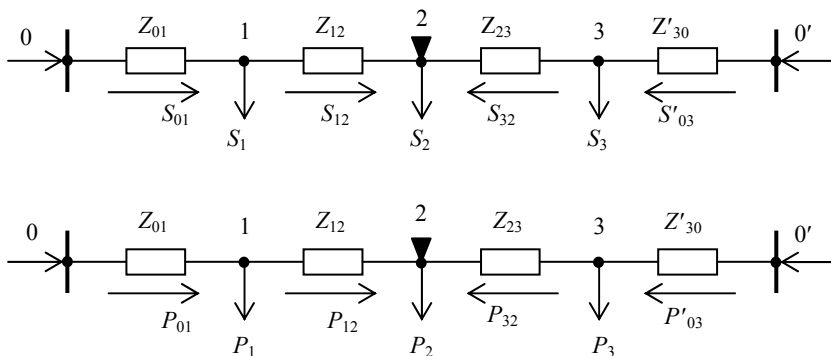 0 Z₀₁ 1 Z₁₂ 2 Z₂₃ 3 Z'₃₀ 0′
S₀₁ S₁₂ S₃₂ S'₀₃
S₁ S₂ S₃
0 Z₀₁ 1 Z₁₂ 2 Z₂₃ 3 Z'₃₀ 0′
P₀₁ P₁₂ P₃₂ P'₀₃
P₁ P₂ P₃